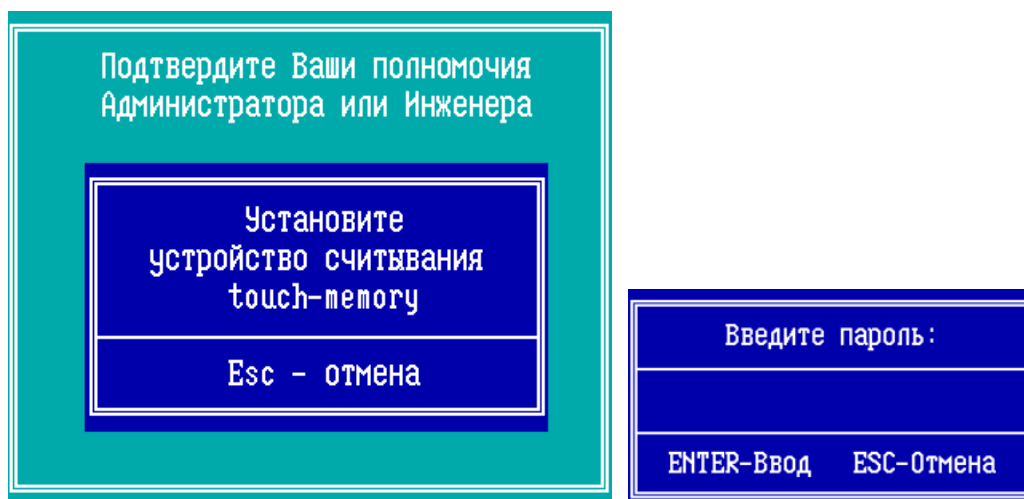 Подтвердите Ваши полномочия
Администратора или Инженера
Установите
устройство считывания
touch-memory
Esc - отмена
Введите пароль:
ENTER-Ввод ESC-Отмена